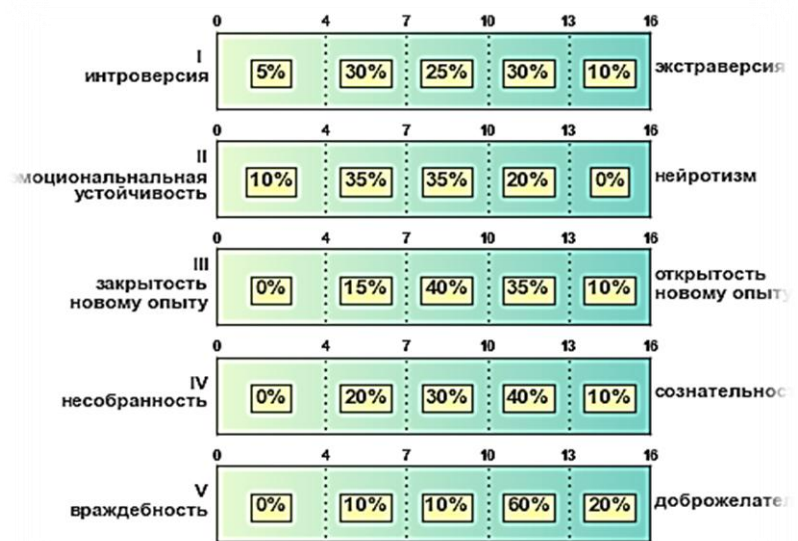 0 4 7 10 13 16
I
интроверсия
5% 30% 25% 30% 10%
экстраверсия
0 4 7 10 13 16
II
эмоциональнальная
устойчивость
10% 35% 35% 20% 0%
нейротизм
0 4 7 10 13 16
III
закрытость
новому опыту
0% 15% 40% 35% 10%
открытость
новому опыту
0 4 7 10 13 16
IV
несобранность
0% 20% 30% 40% 10%
сознательнос
0 4 7 10 13 16
V
враждебность
0% 10% 10% 60% 20%
доброжелате